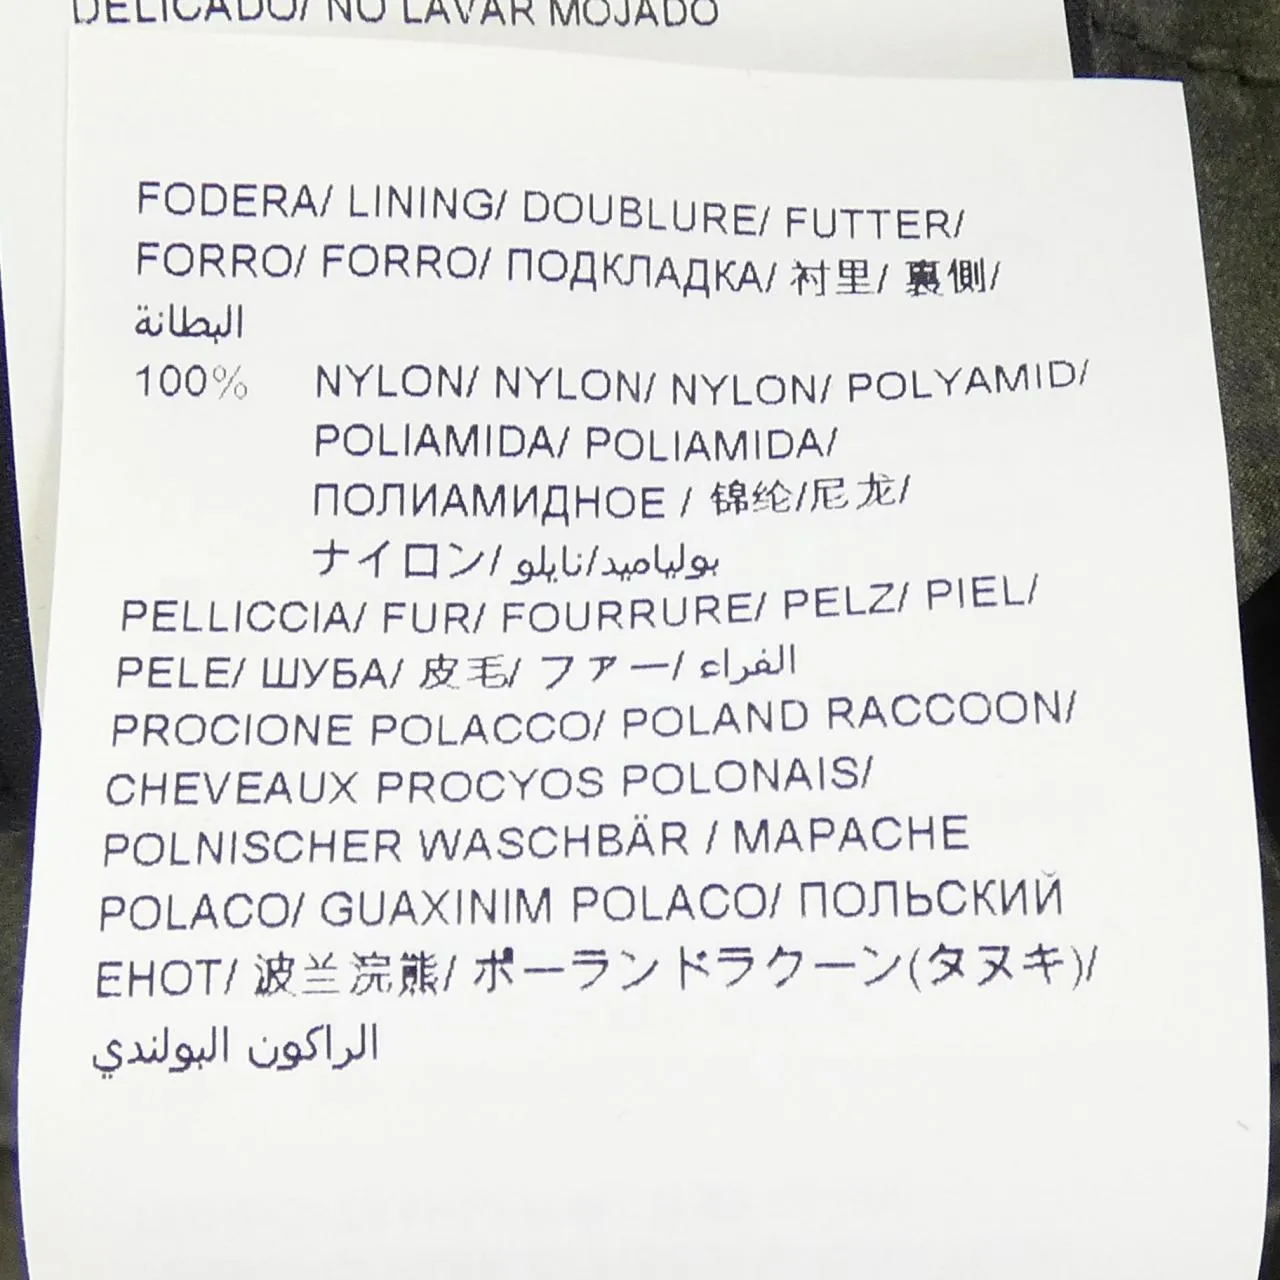 DELICADO/ NO LAVAR MOJADO
FODERA/ LINING/ DOUBLURE/ FUTTER/
FORRO/ FORRO/ ПОДКЛАДКА/ 衬里/ 裏側/
البطانة
100% NYLON/ NYLON/ NYLON/ POLYAMID/
POLIAMIDA/ POLIAMIDA/
ПОЛИАМИДНОЕ / 锦纶/尼龙/
ナイロン/ بولياميد/نايلو
PELLICCIA/ FUR/ FOURRURE/ PELZ/ PIEL/
PELE/ ШУБА/ 皮毛/ ファー/ الفراء
PROCIONE POLACCO/ POLAND RACCOON/
CHEVEAUX PROCYOS POLONAIS/
POLNISCHER WASCHBÄR / MAPACHE
POLACO/ GUAXINIM POLACO/ ПОЛЬСКИЙ
ЕНОТ/ 波兰浣熊/ ポーランドラクーン(タヌキ)/
الراكون البولندي